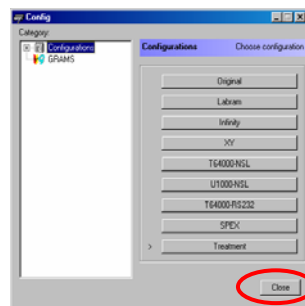 Config
Category:
Configurations
GRAMS
Configurations Choose configuration
Original
Labram
Infinity
XY
T64000-NSL
U1000-NSL
T64000-RS232
SPEX
> Treatment
Close